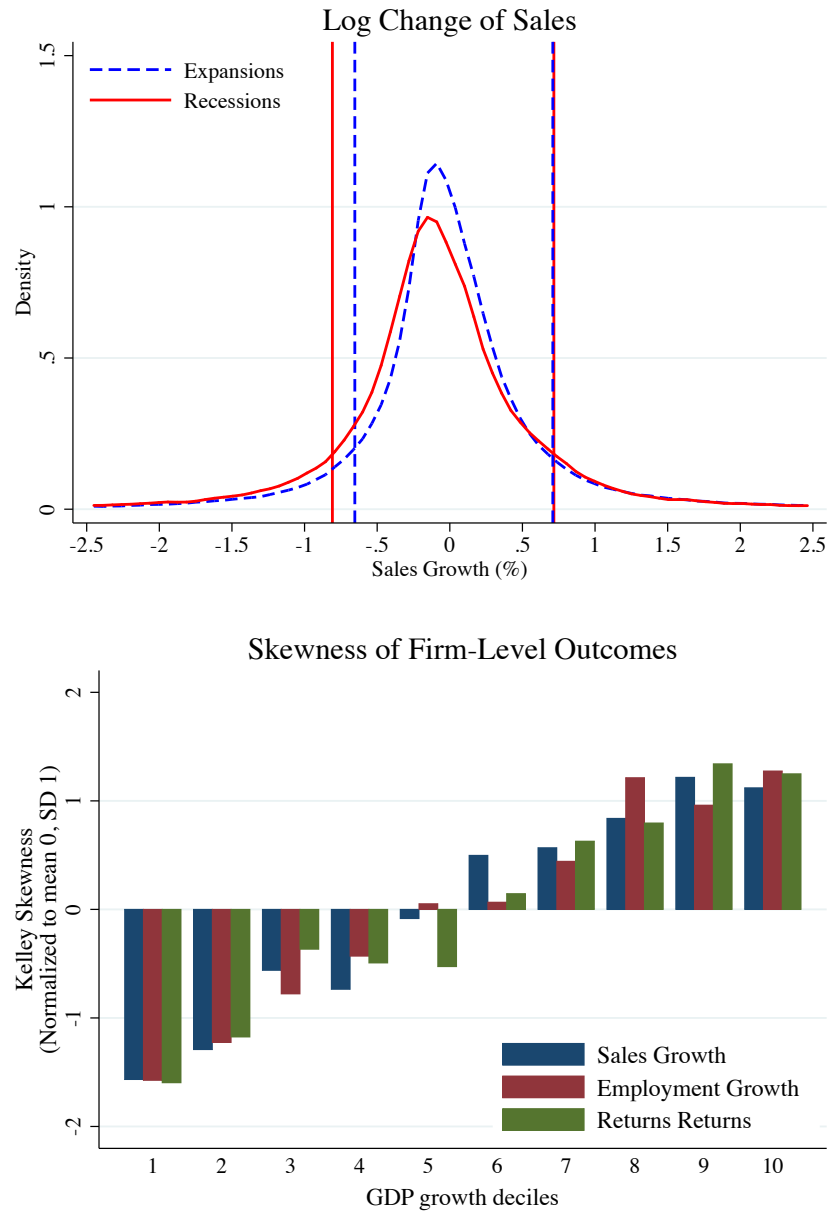 Log Change of Sales
1.5
Expansions
Recessions
1
Density
.5
0
-2.5 -2 -1.5 -1 -.5 0 .5 1 1.5 2 2.5
Sales Growth (%)
Skewness of Firm-Level Outcomes
2
1
Kelley Skewness
(Normalized to mean 0, SD 1)
0
-1
Sales Growth
Employment Growth
Returns Returns
-2
1 2 3 4 5 6 7 8 9 10
GDP growth deciles